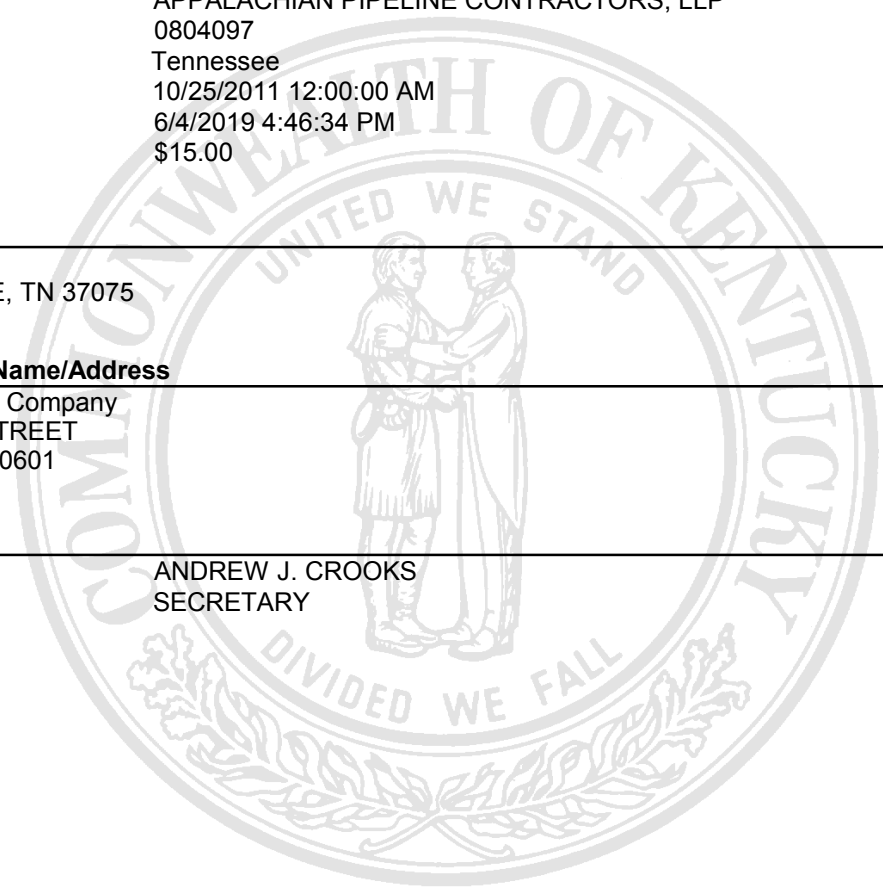 APPALACHIAN PIPELINE CONTRACTORS, LLP
0804097
Tennessee
10/25/2011 12:00:00 AM
6/4/2019 4:46:34 PM
$15.00
COMMONWEALTH OF KENTUCKY
UNITED WE STAND
E, TN 37075
Name/Address
Company
TREET
0601
ANDREW J. CROOKS
SECRETARY
DIVIDED WE FALL